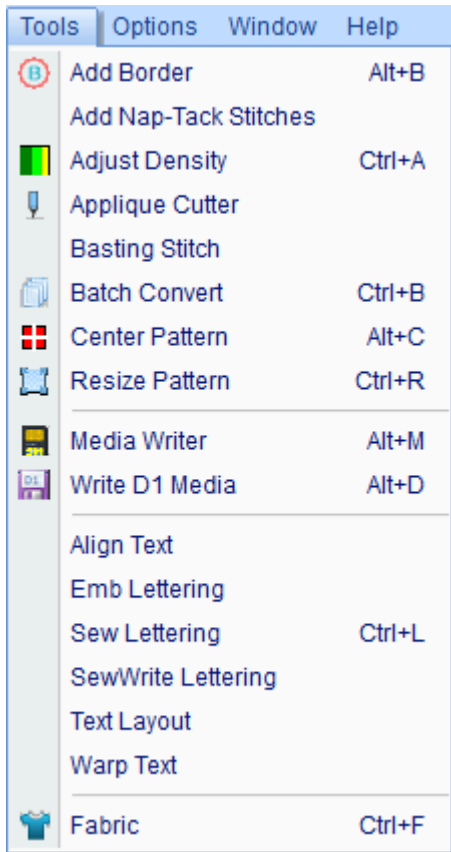 Tools Options Window Help
B Add Border Alt+B
Add Nap-Tack Stitches
Adjust Density Ctrl+A
Applique Cutter
Basting Stitch
Batch Convert Ctrl+B
Center Pattern Alt+C
Resize Pattern Ctrl+R
Media Writer Alt+M
D1 Write D1 Media Alt+D
Align Text
Emb Lettering
Sew Lettering Ctrl+L
SewWrite Lettering
Text Layout
Warp Text
Fabric Ctrl+F